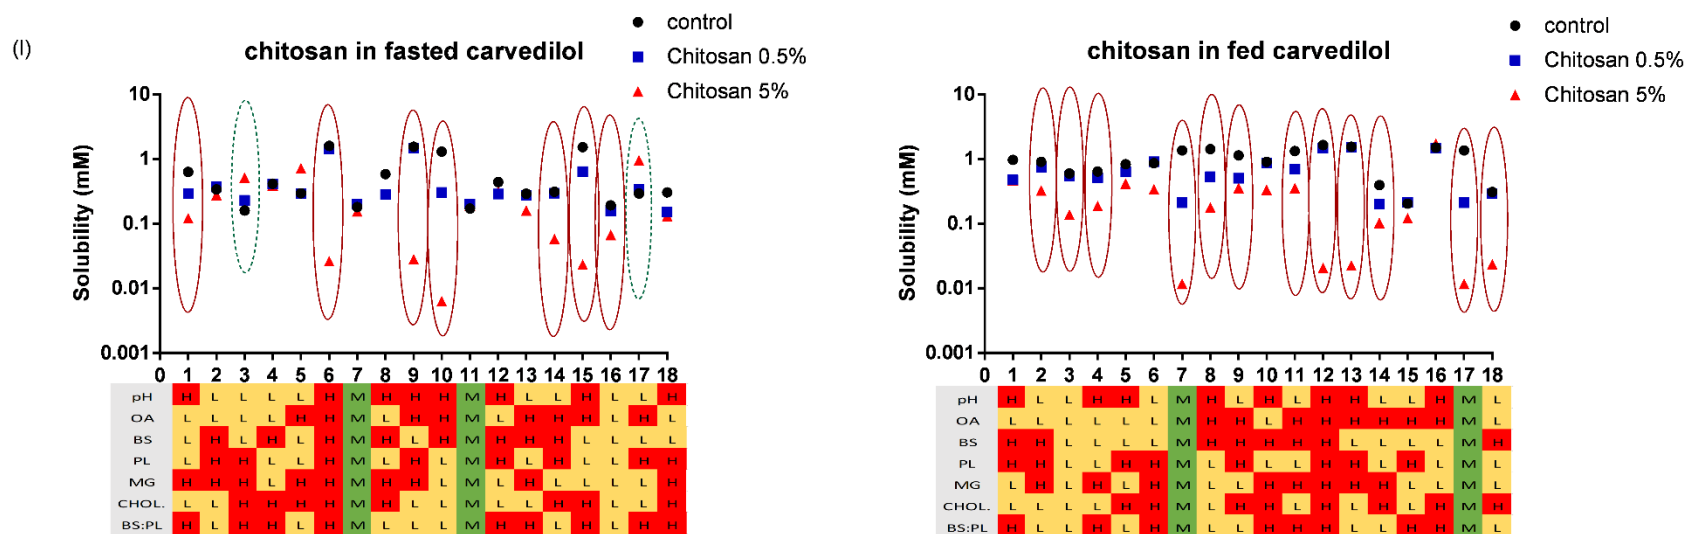 (I)
chitosan in fasted carvedilol
control
Chitosan 0.5%
Chitosan 5%
Solubility (mM)
10
1
0.1
0.01
0.001
0 1 2 3 4 5 6 7 8 9 10 11 12 13 14 15 16 17 18
pH H L L L L H M H H H M H L L H L L H
OA L L L L H H M L H H M L H H H L H L
BS L H L H L H M H L H M H H H L L L L
PL L H H L L H M L H L M H L H L L H H
MG H H H L H H M H H L M L H L L L L H
CHOL. L L H H H H M H L L M L L H H L L H
BS:PL H L H H L H M L L L M H H L H L H H
chitosan in fed carvedilol
control
Chitosan 0.5%
Chitosan 5%
Solubility (mM)
10
1
0.1
0.01
0.001
0 1 2 3 4 5 6 7 8 9 10 11 12 13 14 15 16 17 18
pH H L L H H L M H L H H H L L L H M L
OA L L L L L L M H H L H H H H H H M L
BS H H L L L L M H H H H H L L L L M H
PL H H L L H H M L H L L H H L H L M L
MG L H L H L H M L L L H H H H L L M L
CHOL. L L L L H H M L H H L H L H L H M H
BS:PL H L L H L H M L L H H H L L H H M L